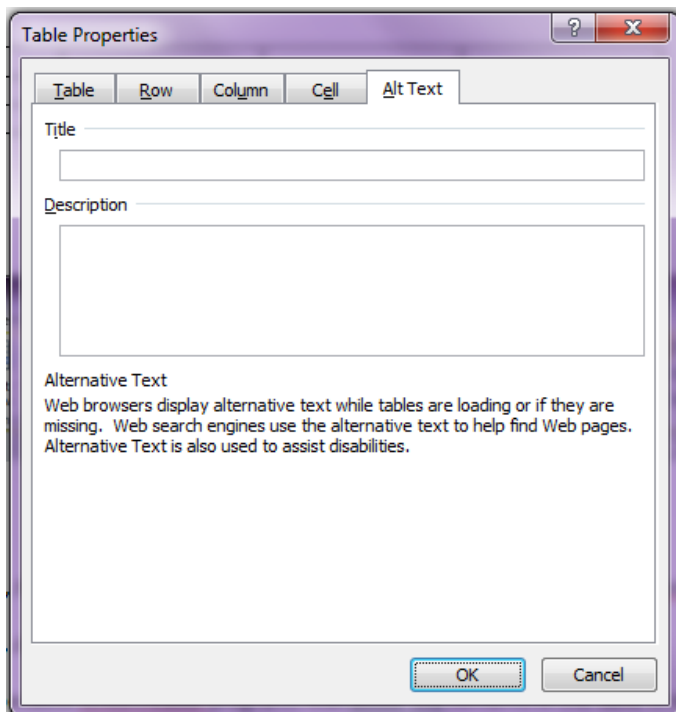 Table Properties
?
Table Row Column Cell Alt Text
Title
Description
Alternative Text
Web browsers display alternative text while tables are loading or if they are
missing. Web search engines use the alternative text to help find Web pages.
Alternative Text is also used to assist disabilities.
OK Cancel